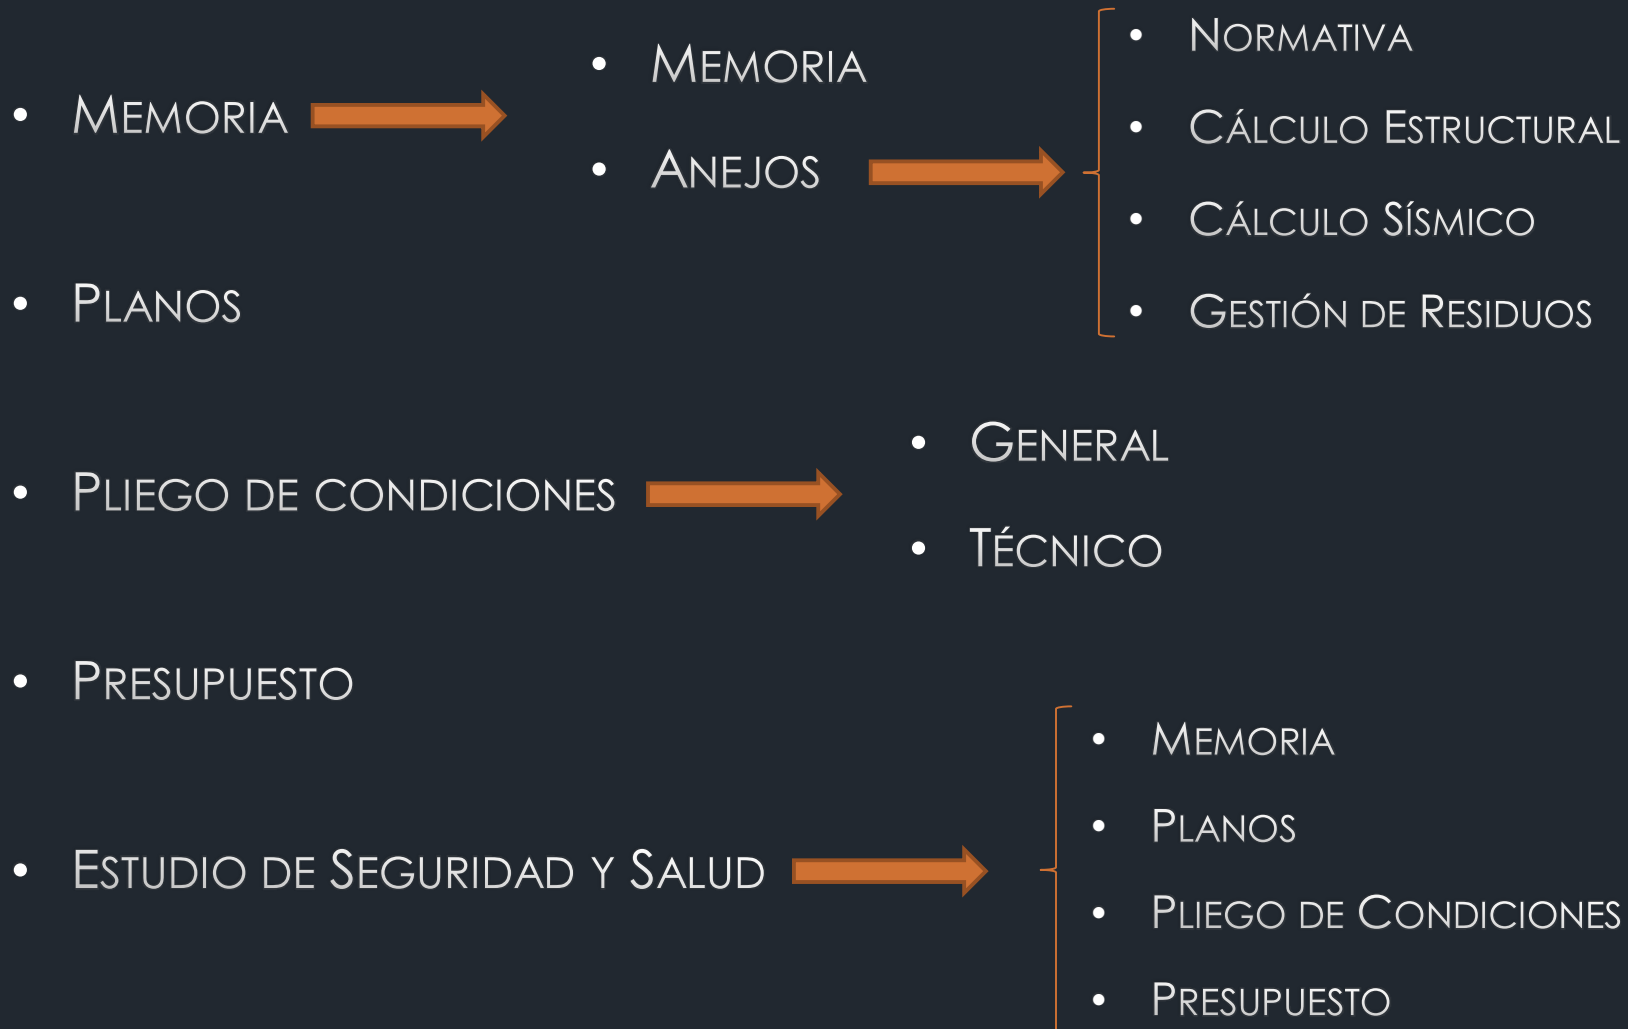 • Memoria
• Memoria
• Anejos
• Normativa
• Cálculo Estructural
• Cálculo Sísmico
• Gestión de Residuos
• Planos
• Pliego de condiciones
• General
• Técnico
• Presupuesto
• Estudio de Seguridad y Salud
• Memoria
• Planos
• Pliego de Condiciones
• Presupuesto